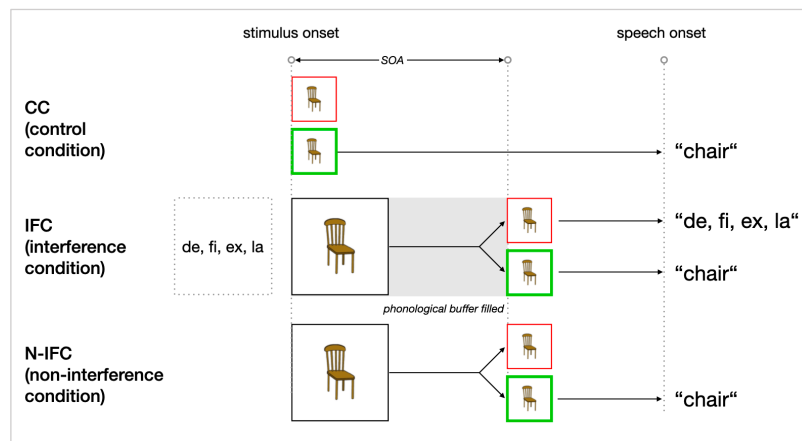 stimulus onset
speech onset
SOA
CC
(control
condition)
“chair“
IFC
(interference
condition)
de, fi, ex, la
“de, fi, ex, la“
“chair“
phonological buffer filled
N-IFC
(non-interference
condition)
“chair“